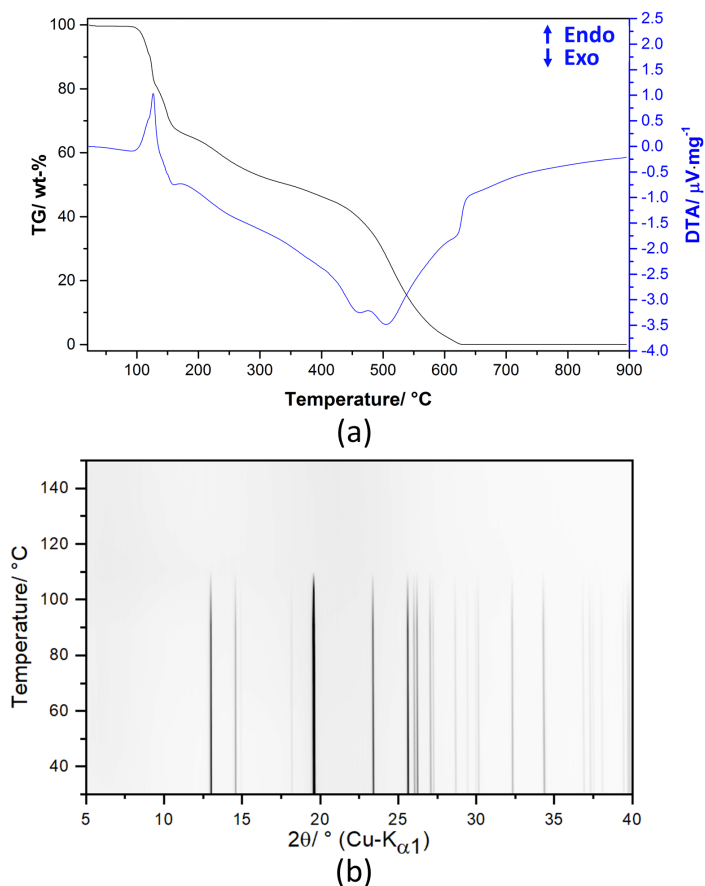 ↑ Endo
↓ Exo
TG/ wt-%
100
80
60
40
20
0
2.5
2.0
1.5
1.0
0.5
0.0
-0.5
-1.0
-1.5
-2.0
-2.5
-3.0
-3.5
-4.0
DTA/ μV·mg⁻¹
100 200 300 400 500 600 700 800 900
Temperature/ °C
(a)
Temperature/ °C
140
120
100
80
60
40
5 10 15 20 25 30 35 40
2θ/ ° (Cu-Kα1)
(b)